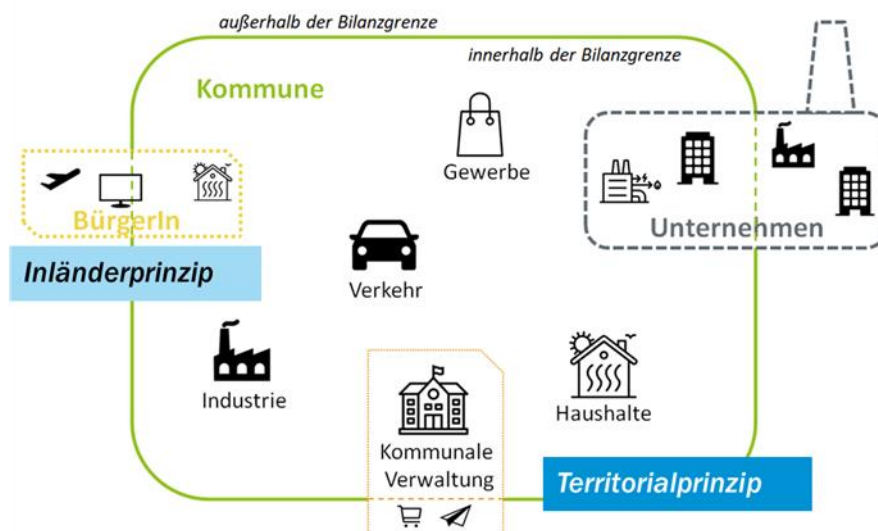 außerhalb der Bilanzgrenze
innerhalb der Bilanzgrenze
Kommune
Gewerbe
BürgerIn
Unternehmen
Inländerprinzip
Verkehr
Industrie
Haushalte
Kommunale
Verwaltung
Territorialprinzip